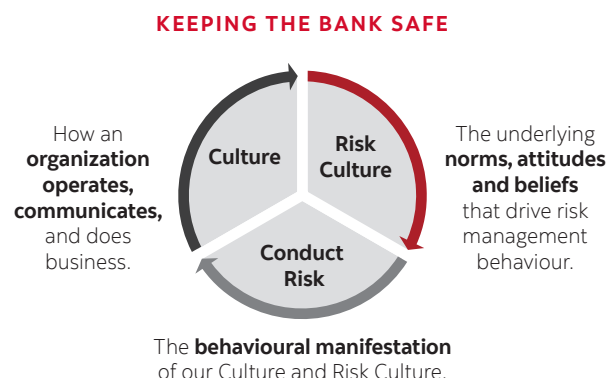 KEEPING THE BANK SAFE
How an
organization
operates,
communicates,
and does
business.
Culture
Risk
Culture
The underlying
norms, attitudes
and beliefs
that drive risk
management
behaviour.
Conduct
Risk
The behavioural manifestation
of our Culture and Risk Culture.